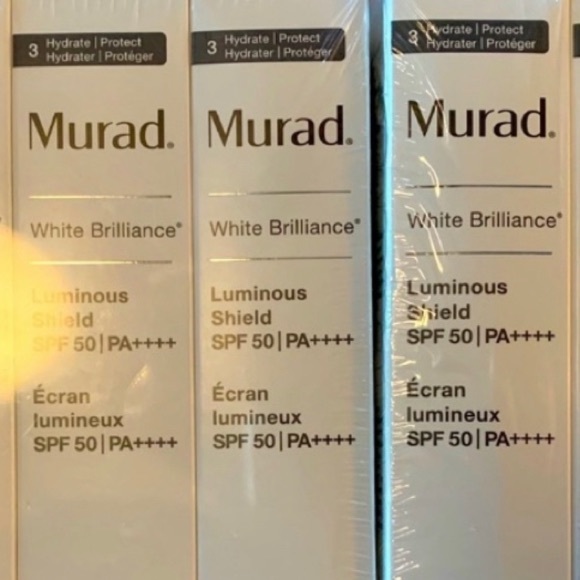 3 Hydrate | Protect
Hydrater | Protéger
Murad.
White Brilliance®
Luminous
Shield
SPF 50 | PA++++
Écran
lumineux
SPF 50 | PA++++
3 Hydrate | Protect
Hydrater | Protéger
Murad.
White Brilliance®
Luminous
Shield
SPF 50 | PA++++
Écran
lumineux
SPF 50 | PA++++
3 Hydrate | Protect
Hydrater | Protéger
Murad.
White Brilliance®
Luminous
Shield
SPF 50 | PA++++
Écran
lumineux
SPF 50 | PA++++